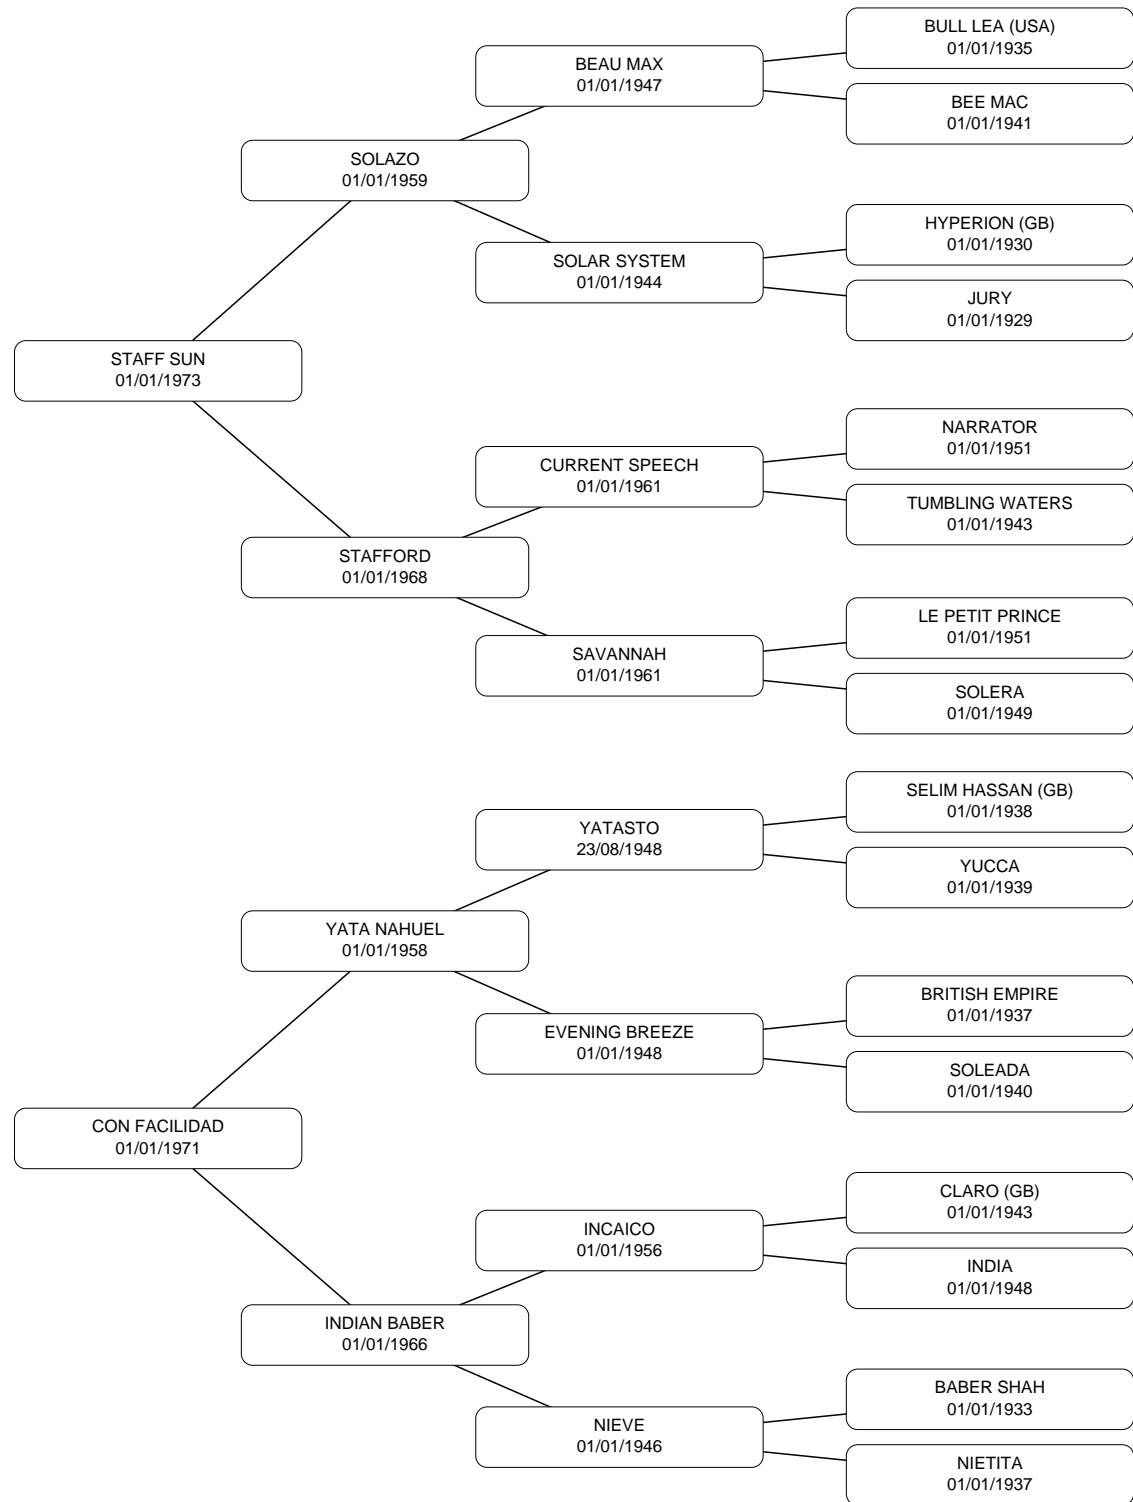 BULL LEA (USA)
01/01/1935
BEAU MAX
01/01/1947
BEE MAC
01/01/1941
SOLAZO
01/01/1959
HYPERION (GB)
01/01/1930
SOLAR SYSTEM
01/01/1944
JURY
01/01/1929
STAFF SUN
01/01/1973
NARRATOR
01/01/1951
CURRENT SPEECH
01/01/1961
TUMBLING WATERS
01/01/1943
STAFFORD
01/01/1968
LE PETIT PRINCE
01/01/1951
SAVANNAH
01/01/1961
SOLERA
01/01/1949
SELIM HASSAN (GB)
01/01/1938
YATASTO
23/08/1948
YUCCA
01/01/1939
YATA NAHUEL
01/01/1958
BRITISH EMPIRE
01/01/1937
EVENING BREEZE
01/01/1948
SOLEADA
01/01/1940
CON FACILIDAD
01/01/1971
CLARO (GB)
01/01/1943
INCAICO
01/01/1956
INDIA
01/01/1948
INDIAN BABER
01/01/1966
BABER SHAH
01/01/1933
NIEVE
01/01/1946
NIETITA
01/01/1937